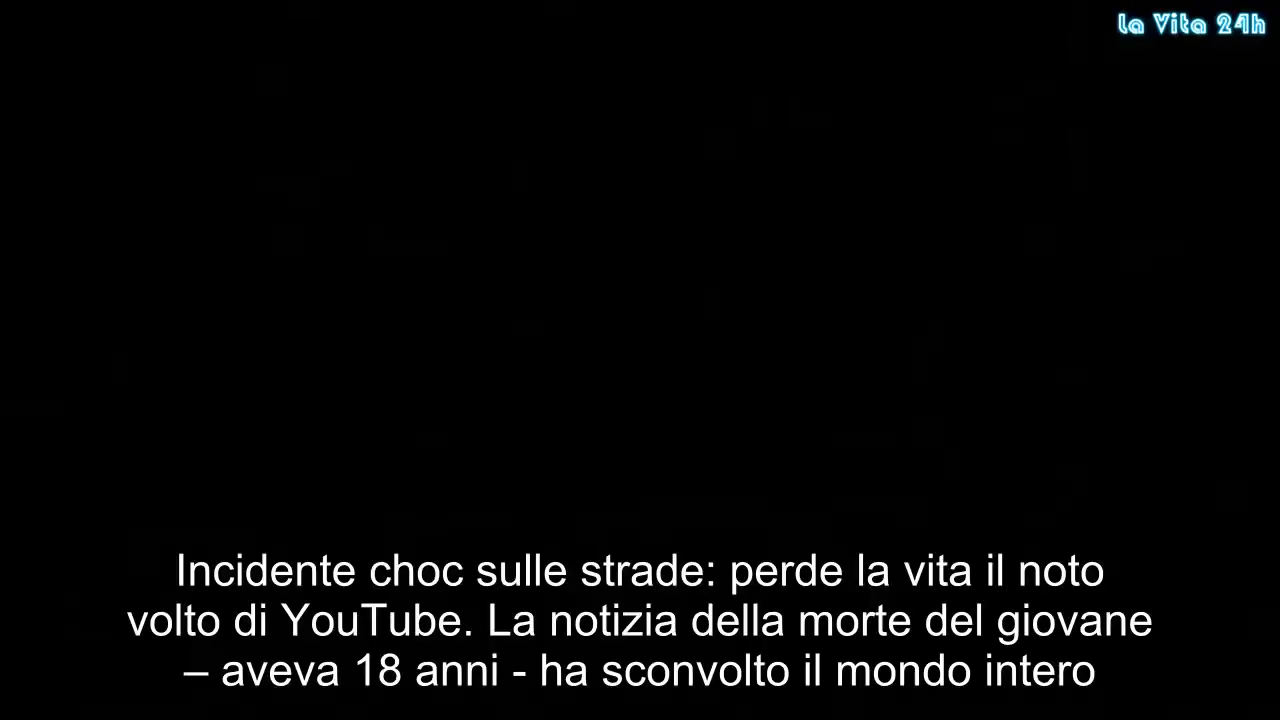 La Vita 24h
Incidente choc sulle strade: perde la vita il noto
volto di YouTube. La notizia della morte del giovane
– aveva 18 anni - ha sconvolto il mondo intero